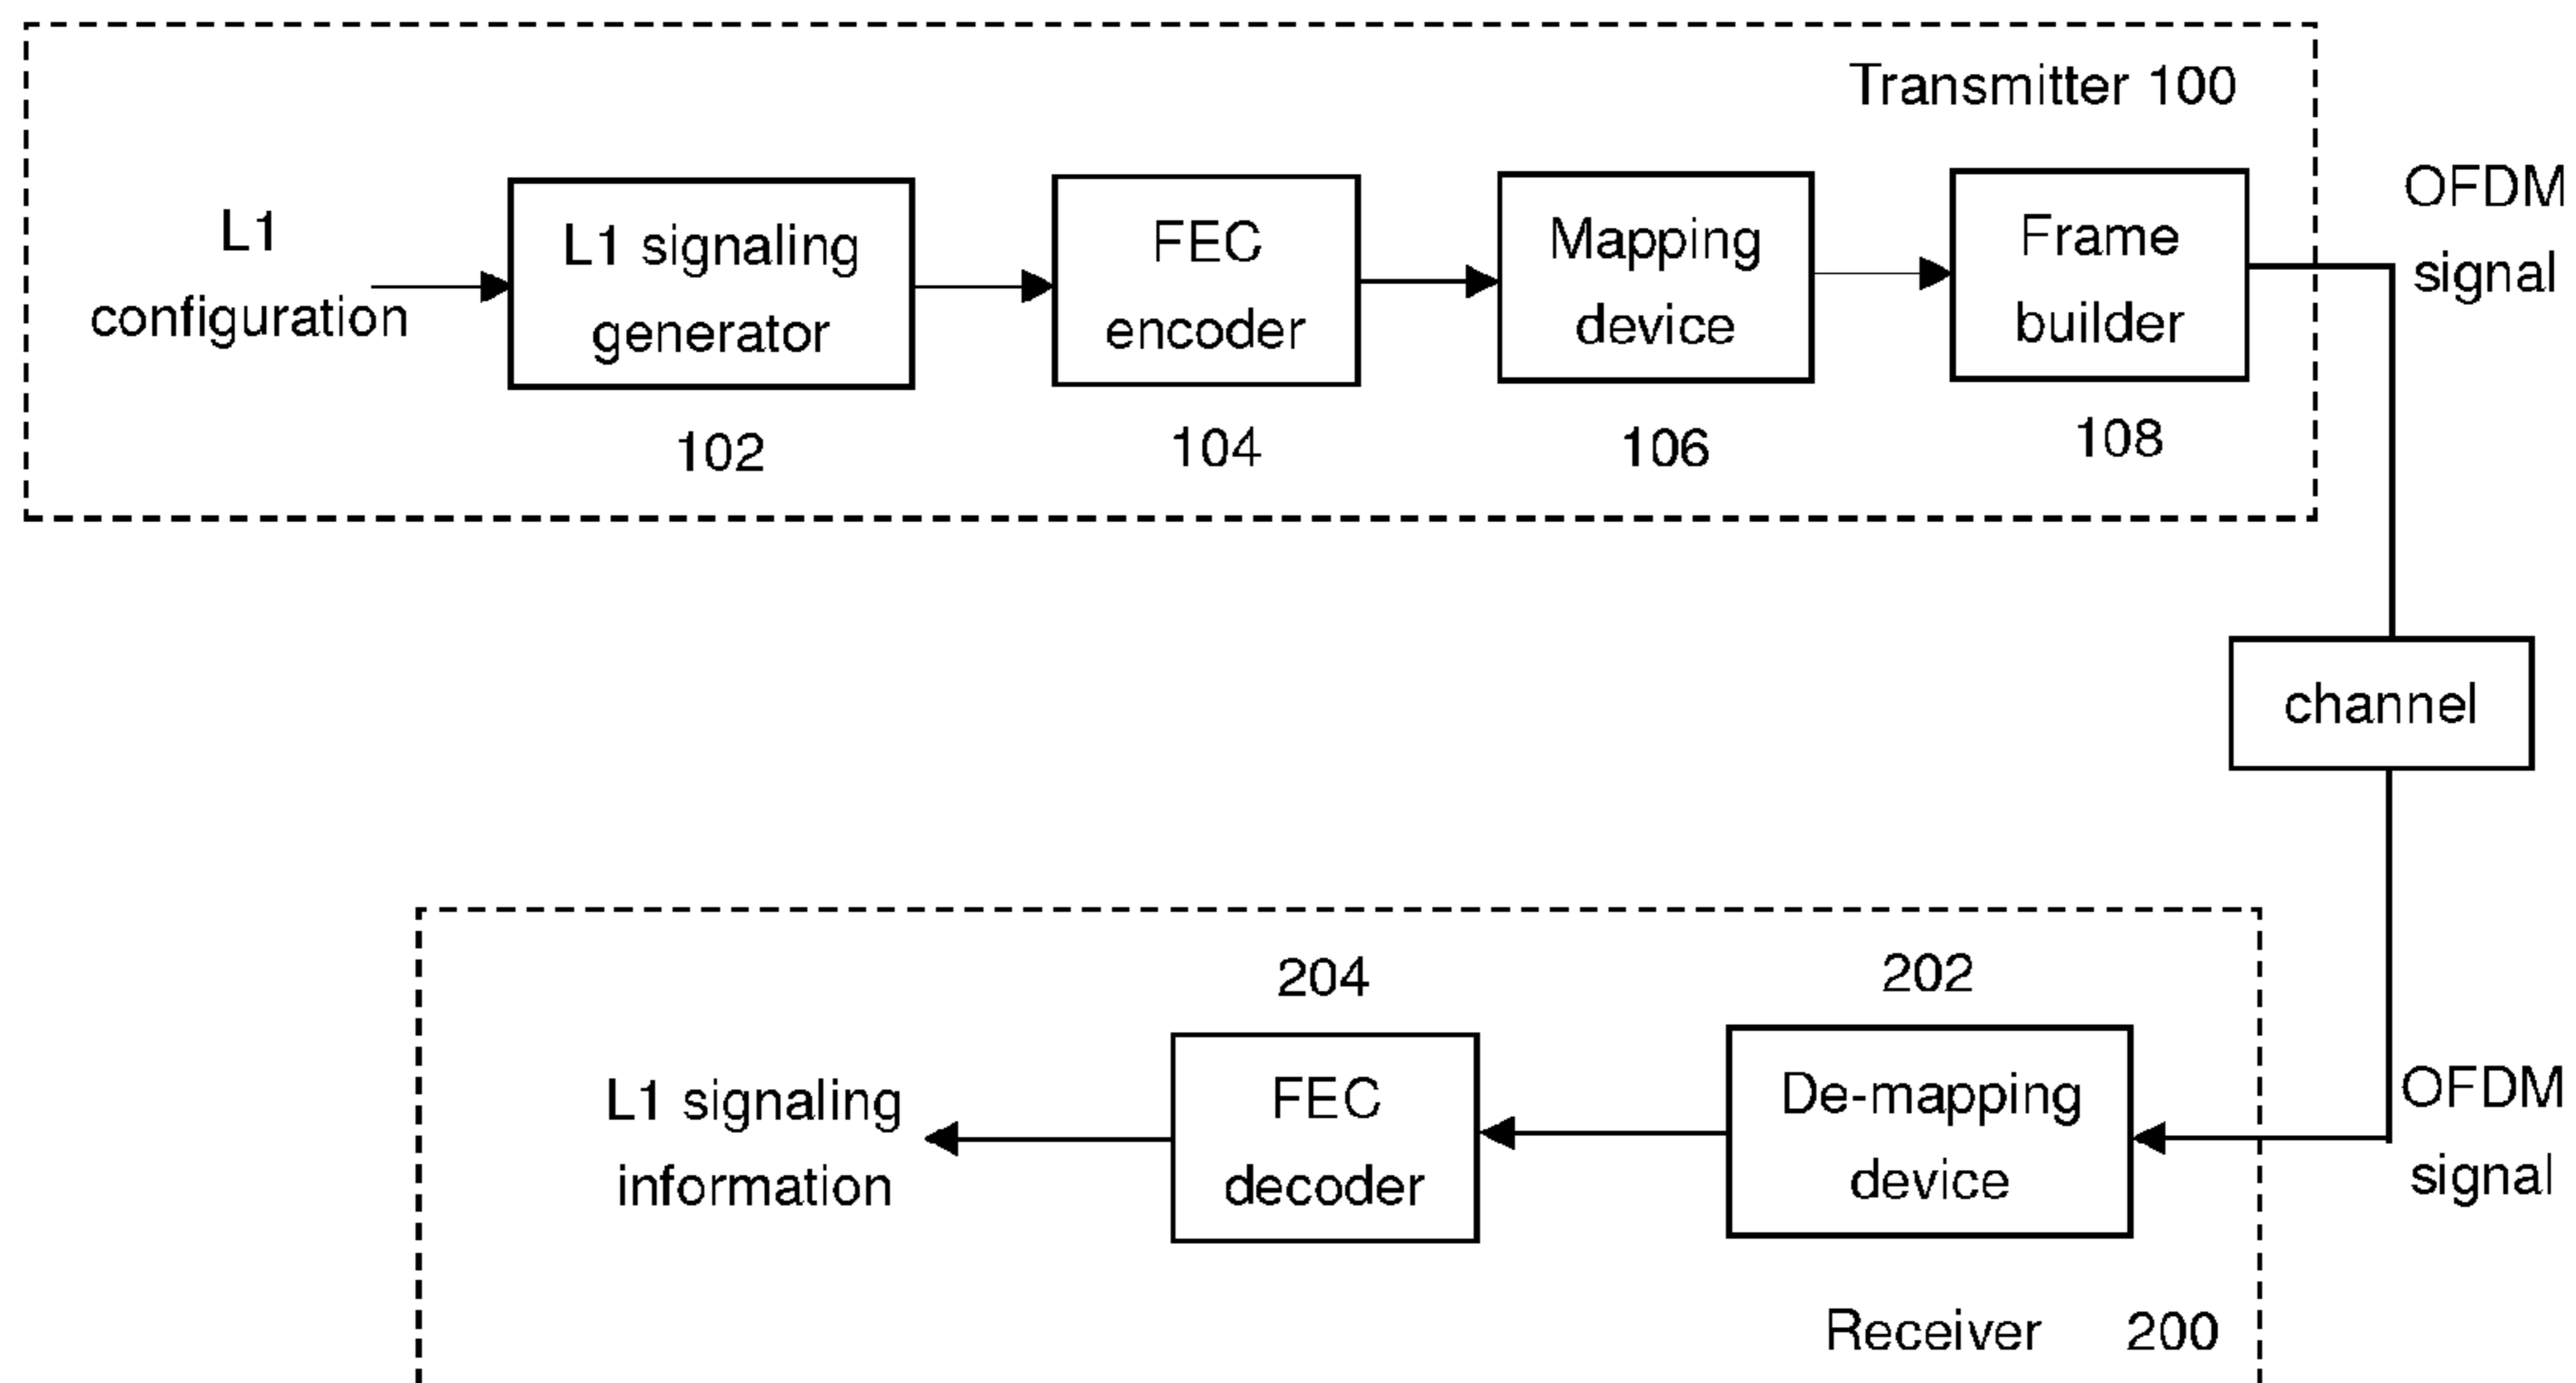 Transmitter 100
L1
configuration
L1 signaling
generator
FEC
encoder
Mapping
device
Frame
builder
OFDM
signal
102
104
106
108
channel
204
202
L1 signaling
information
FEC
decoder
De-mapping
device
OFDM
signal
Receiver 200